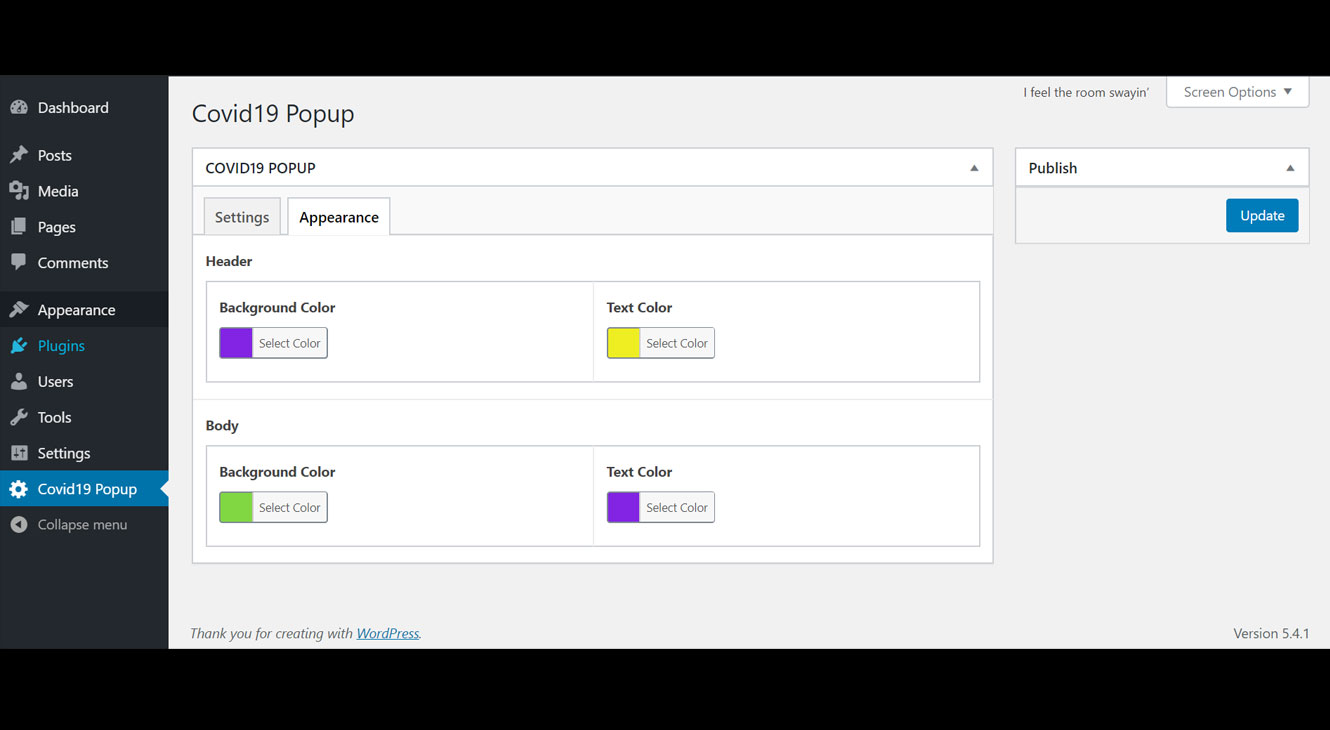 I feel the room swayin’
Screen Options
Dashboard
Posts
Media
Pages
Comments
Appearance
Plugins
Users
Tools
Settings
Covid19 Popup
Collapse menu
Covid19 Popup
COVID19 POPUP
Settings
Appearance
Header
Background Color
Text Color
Select Color
Select Color
Body
Background Color
Text Color
Select Color
Select Color
Publish
Update
Thank you for creating with WordPress.
Version 5.4.1